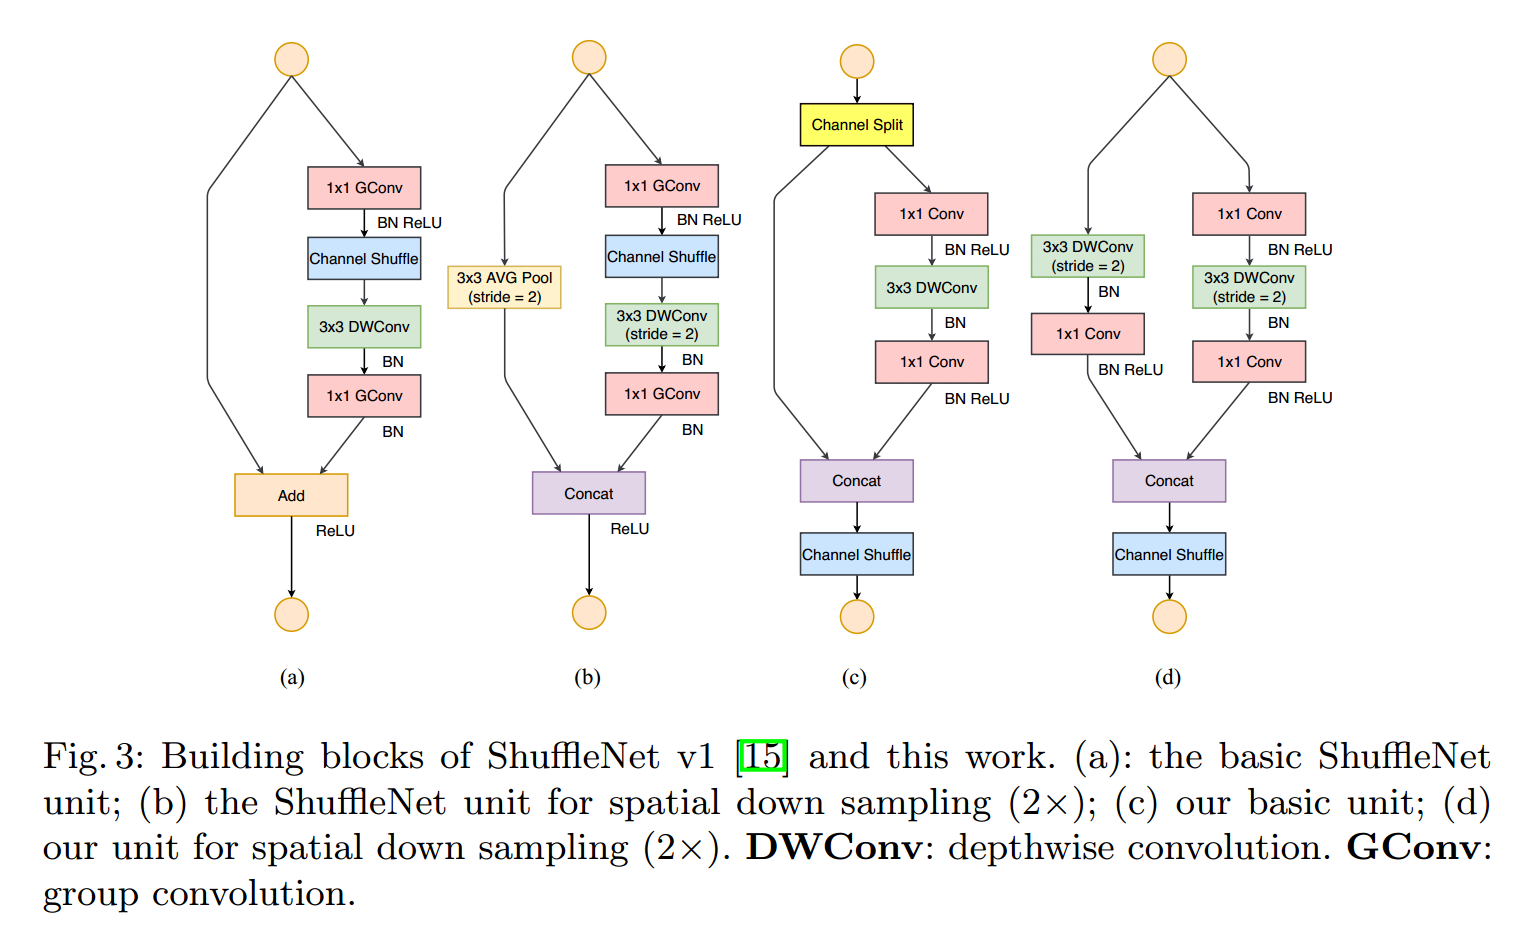 1x1 GConv
BN ReLU
Channel Shuffle
3x3 DWConv
BN
1x1 GConv
BN
Add
ReLU
(a)
3x3 AVG Pool
(stride = 2)
1x1 GConv
BN ReLU
Channel Shuffle
3x3 DWConv
(stride = 2)
BN
1x1 GConv
BN
Concat
ReLU
(b)
Channel Split
1x1 Conv
BN ReLU
3x3 DWConv
BN
1x1 Conv
BN ReLU
Concat
Channel Shuffle
(c)
3x3 DWConv
(stride = 2)
BN
1x1 Conv
BN ReLU
1x1 Conv
BN ReLU
3x3 DWConv
(stride = 2)
BN
1x1 Conv
BN ReLU
Concat
Channel Shuffle
(d)
Fig. 3: Building blocks of ShuffleNet v1 [15] and this work. (a): the basic ShuffleNet
unit; (b) the ShuffleNet unit for spatial down sampling (2×); (c) our basic unit; (d)
our unit for spatial down sampling (2×). DWConv: depthwise convolution. GConv:
group convolution.